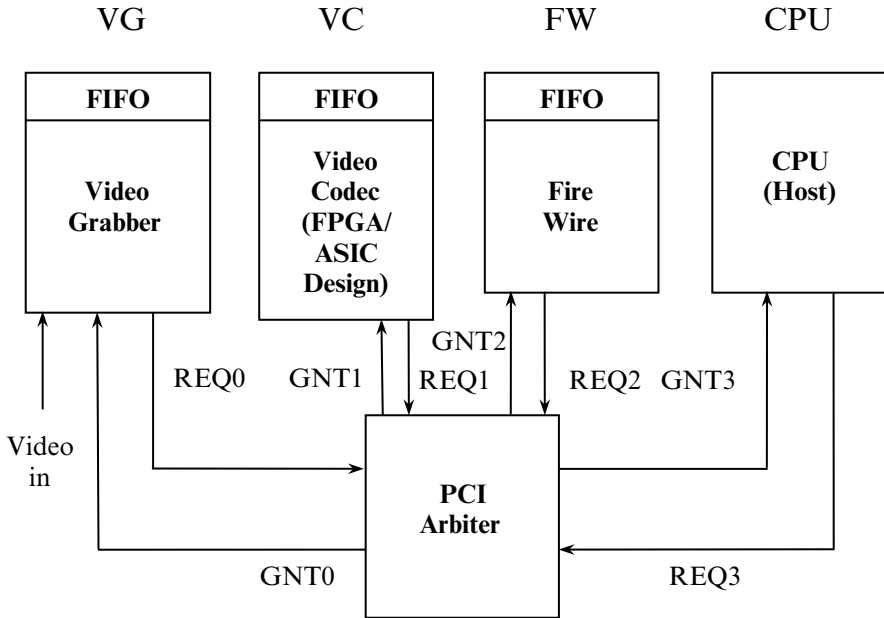 VG
VC
FW
CPU
FIFO
FIFO
FIFO
Video
Grabber
Video
Codec
(FPGA/
ASIC
Design)
Fire
Wire
CPU
(Host)
GNT2
REQ0
GNT1
REQ1
REQ2
GNT3
Video
in
PCI
Arbiter
GNT0
REQ3